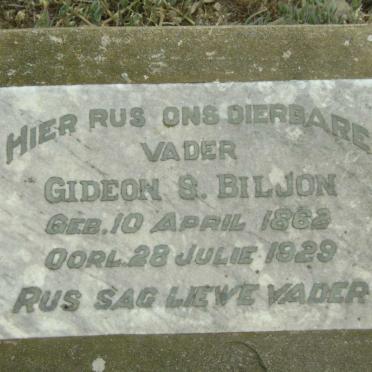 HIER RUS ONS DIERBARE
VADER
GIDEON S. BILJON
GEB. 10 APRIL 1862
OORL. 28 JULIE 1929
RUS SAG LIEWE VADER